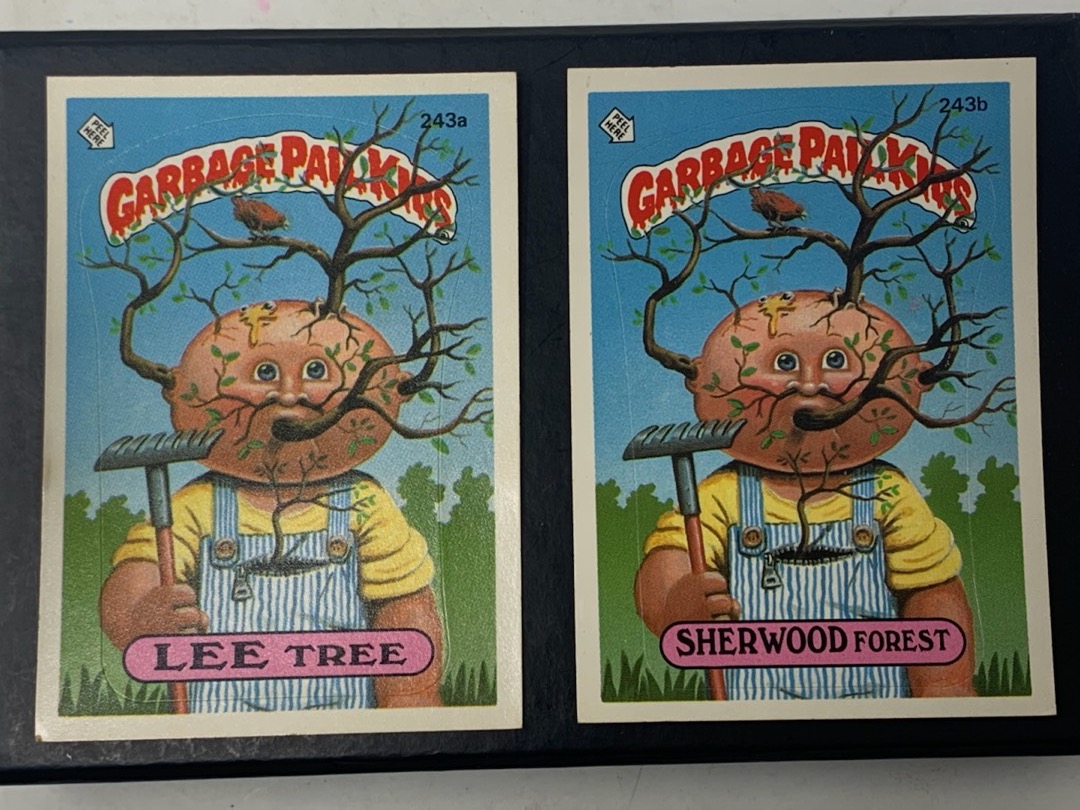 PEEL
HERE
243a
GARBAGE PAIL KIDS
LEE TREE
PEEL
HERE
243b
GARBAGE PAIL KIDS
SHERWOOD FOREST